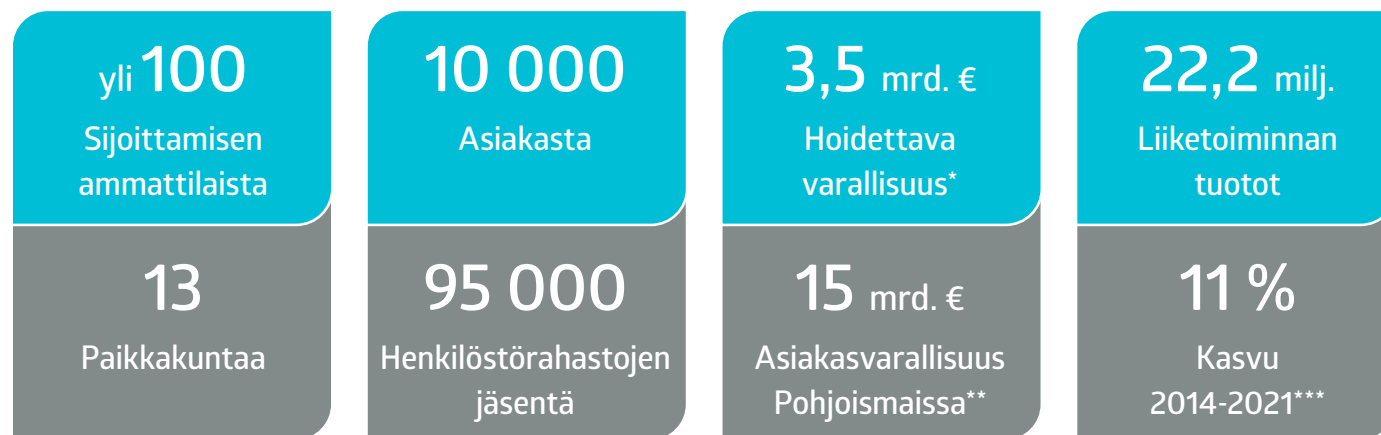 yli 100
Sijoittamisen
ammattilaista
13
Paikkakuntaa
10 000
Asiakasta
95 000
Henkilöstörahastojen
jäsentä
3,5 mrd. €
Hoidettava
varallisuus*
15 mrd. €
Asiakasvarallisuus
Pohjoismaissa**
22,2 milj.
Liiketoiminnan
tuotot
11 %
Kasvu
2014-2021***